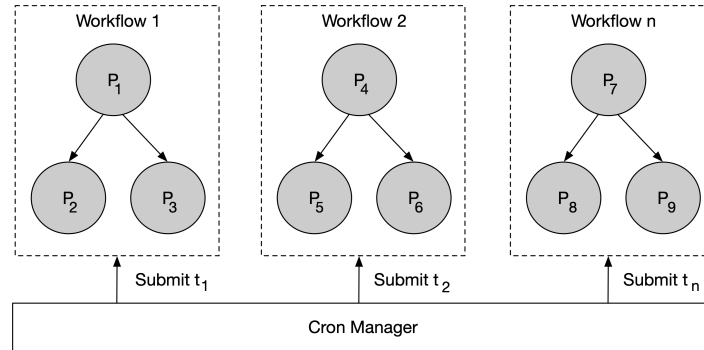 Workflow 1
Workflow 2
Workflow n
P1
P4
P7
P2
P3
P5
P6
P8
P9
Submit t1
Submit t2
Submit tn
Cron Manager